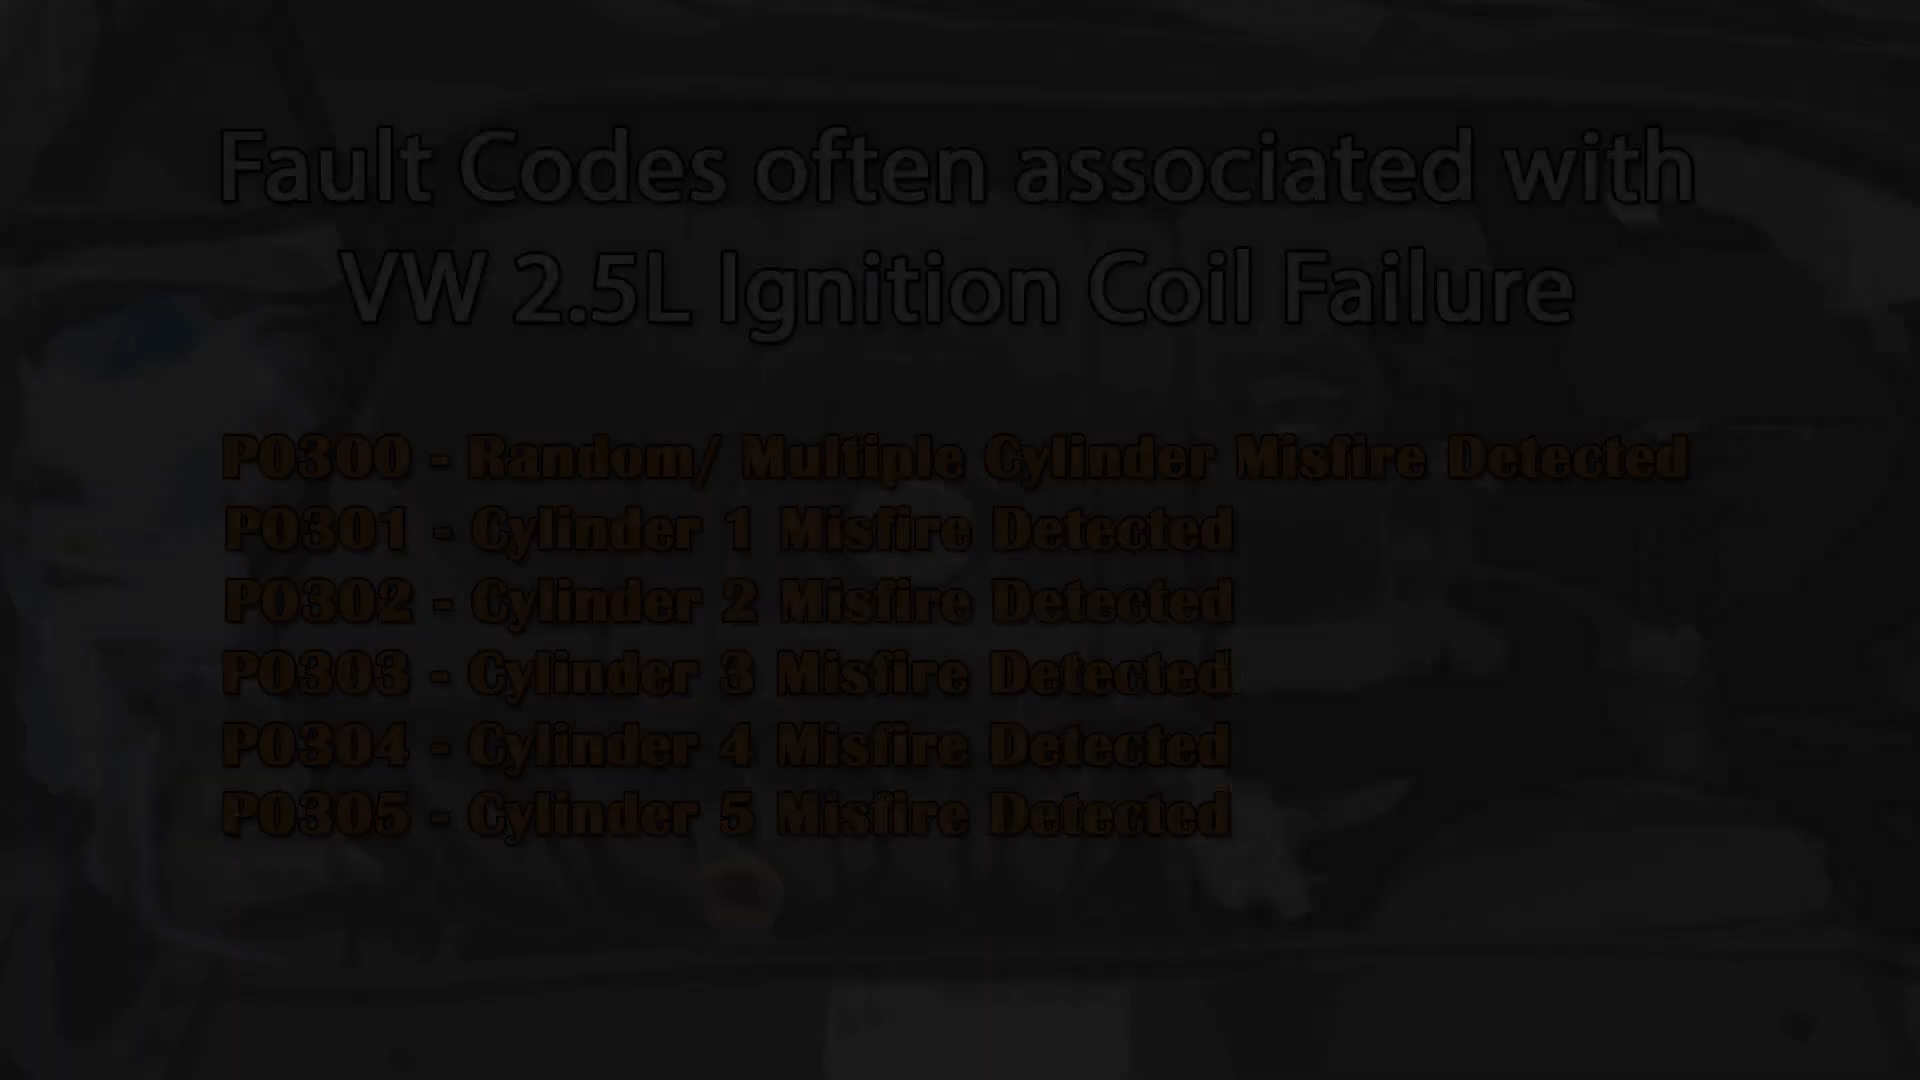 Fault Codes often associated with
VW 2.5L Ignition Coil Failure
P0300 - Random/ Multiple Cylinder Misfire Detected
P0301 - Cylinder 1 Misfire Detected
P0302 - Cylinder 2 Misfire Detected
P0303 - Cylinder 3 Misfire Detected
P0304 - Cylinder 4 Misfire Detected
P0305 - Cylinder 5 Misfire Detected